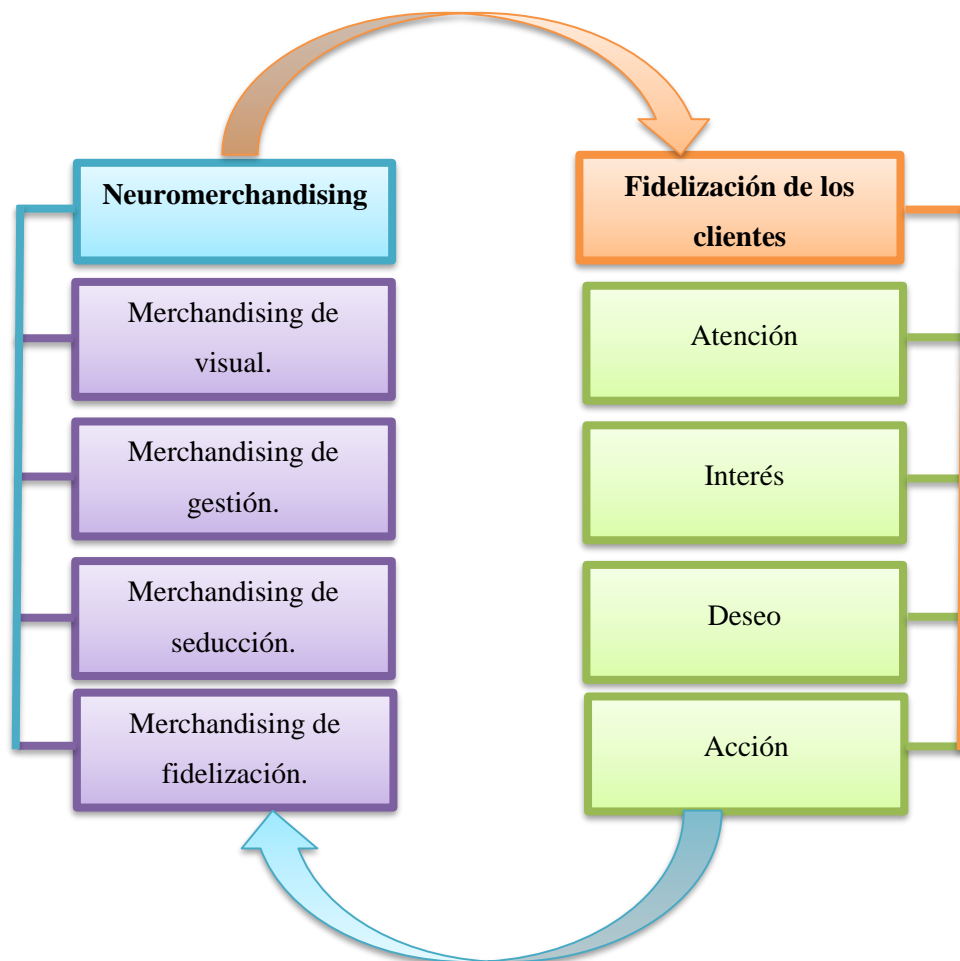 Neuromerchandising
Merchandising de
visual.
Merchandising de
gestión.
Merchandising de
seducción.
Merchandising de
fidelización.
Fidelización de los
clientes
Atención
Interés
Deseo
Acción